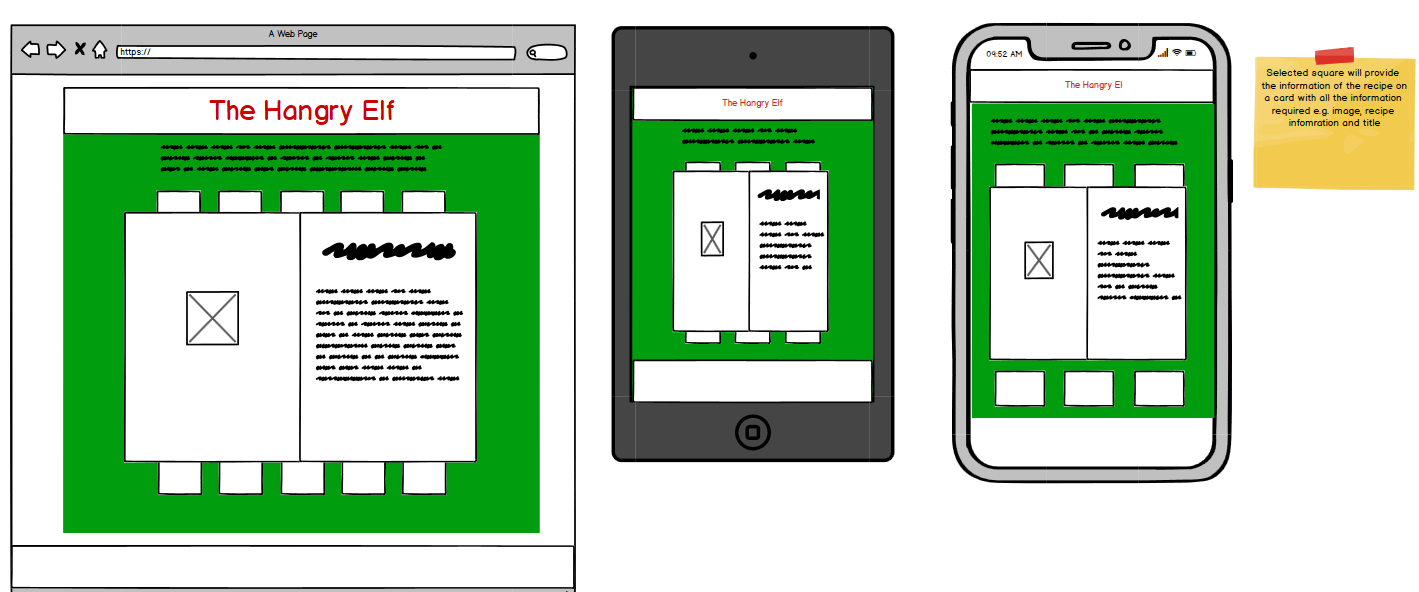 A Web Page
https://
The Hangry Elf
The Hangry Elf
09:52 AM
The Hangry El
Selected square will provide
the information of the recipe on
a card with all the information
required e.g. image, recipe
infomration and title